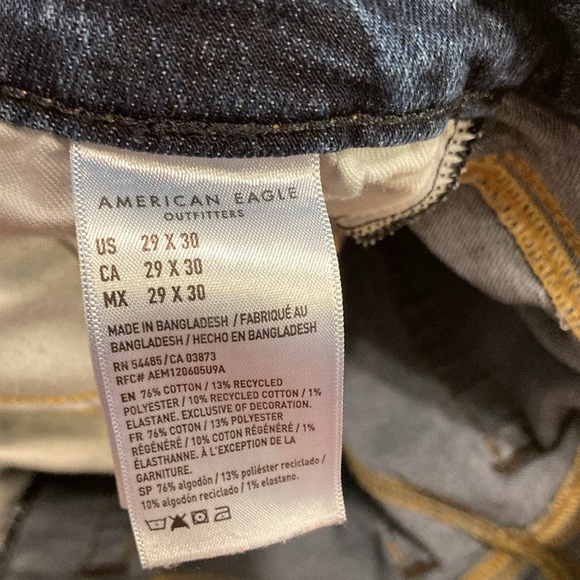 AMERICAN EAGLE
OUTFITTERS
US 29 X 30
CA 29 X 30
MX 29 X 30
MADE IN BANGLADESH / FABRIQUÉ AU
BANGLADESH / HECHO EN BANGLADESH
RN 54485/CA 03873
RFC# AEM120605U9A
EN 76% COTTON / 13% RECYCLED
POLYESTER / 10% RECYCLED COTTON / 1%
ELASTANE. EXCLUSIVE OF DECORATION.
FR 76% COTON / 13% POLYESTER
RÉGÉNÉRÉ / 10% COTON RÉGÉNÉRÉ / 1%
ÉLASTHANNE. À L'EXCEPTION DE LA
GARNITURE.
SP 76% algodón / 13% poliéster reciclado /
10% algodón reciclado / 1% elastano.